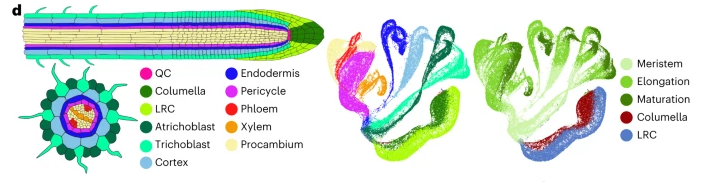 d
QC
Columella
LRC
Atrichoblast
Trichoblast
Cortex
Endodermis
Pericycle
Phloem
Xylem
Procambium
Meristem
Elongation
Maturation
Columella
LRC